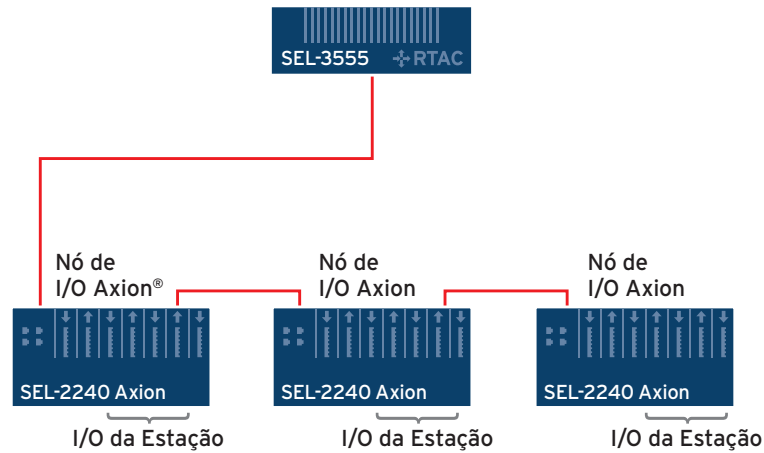 SEL-3555 RTAC
Nó de
I/O Axion®
Nó de
I/O Axion
Nó de
I/O Axion
SEL-2240 Axion
SEL-2240 Axion
SEL-2240 Axion
I/O da Estação
I/O da Estação
I/O da Estação